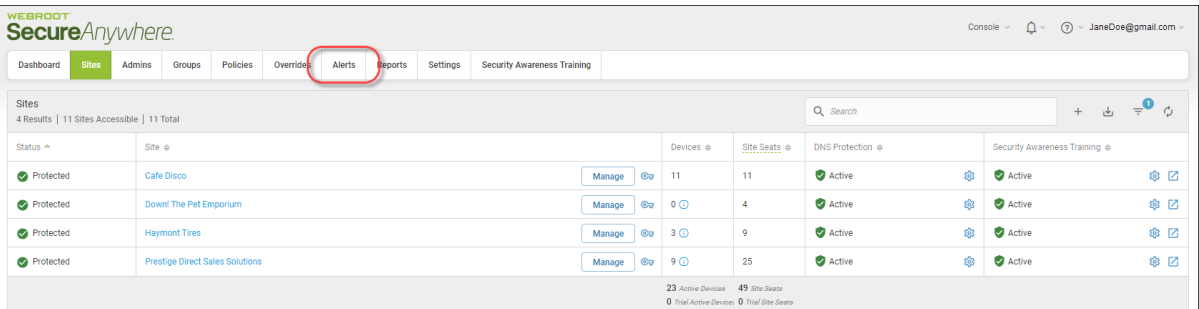 WEBROOT
SecureAnywhere.
Console
JaneDoe@gmail.com
Dashboard Sites Admins Groups Policies Overrides Alerts Reports Settings Security Awareness Training
Sites
4 Results | 11 Sites Accessible | 11 Total
Search
1
Status Site Devices Site Seats DNS Protection Security Awareness Training
Protected Cafe Disco Manage 11 11 Active Active
Protected Down! The Pet Emporium Manage 0 4 Active Active
Protected Haymont Tires Manage 3 9 Active Active
Protected Prestige Direct Sales Solutions Manage 9 25 Active Active
23 Active Devices 49 Site Seats
0 Trial Active Devices 0 Trial Site Seats